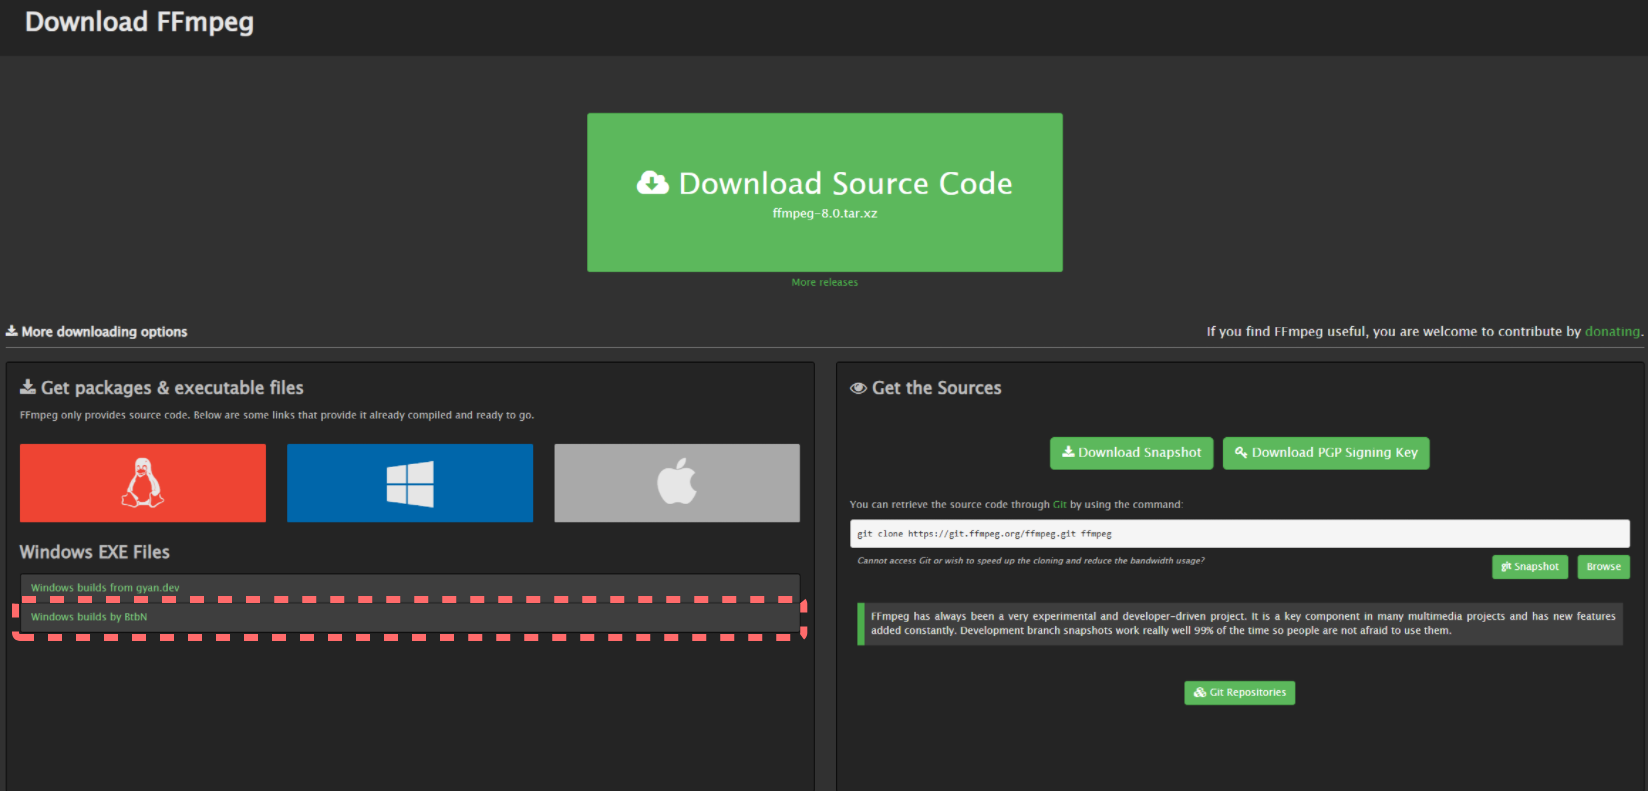 Download FFmpeg
Download Source Code
ffmpeg-8.0.tar.xz
More releases
More downloading options
If you find FFmpeg useful, you are welcome to contribute by donating.
Get packages & executable files
FFmpeg only provides source code. Below are some links that provide it already compiled and ready to go.
Windows EXE Files
Windows builds from gyan.dev
Windows builds by BtbN
Get the Sources
Download Snapshot
Download PGP Signing Key
You can retrieve the source code through Git by using the command:
git clone https://git.ffmpeg.org/ffmpeg.git ffmpeg
Cannot access Git or wish to speed up the cloning and reduce the bandwidth usage?
git Snapshot
Browse
FFmpeg has always been a very experimental and developer-driven project. It is a key component in many multimedia projects and has new features
added constantly. Development branch snapshots work really well 99% of the time so people are not afraid to use them.
Git Repositories